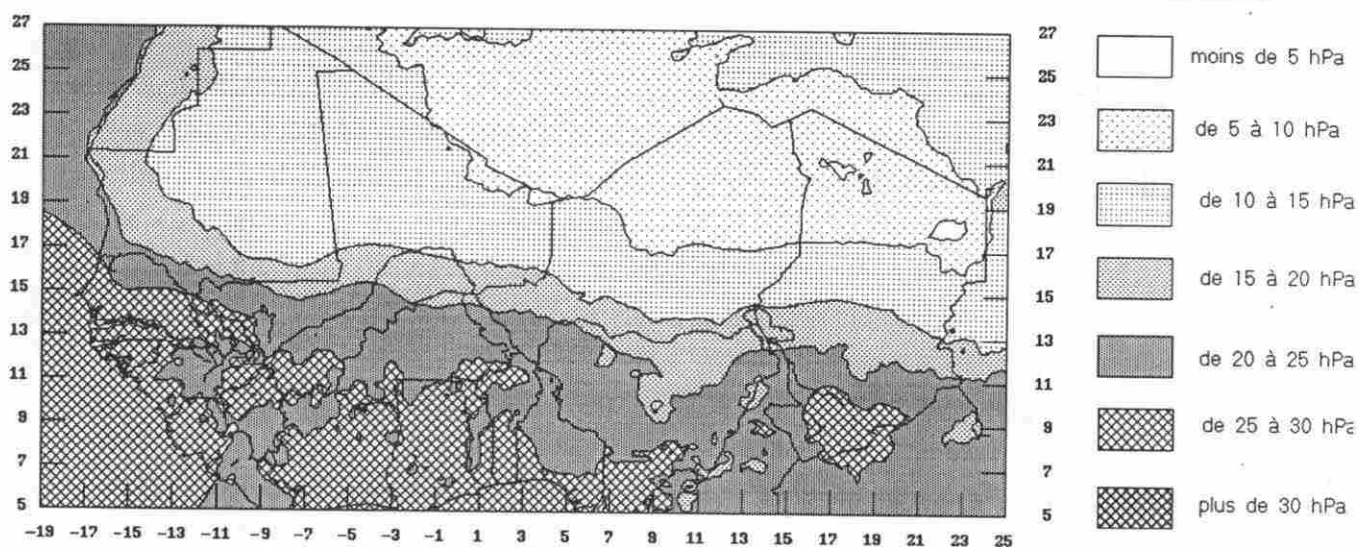 27 27 moins de 5 hPa
25 25
23 23 de 5 à 10 hPa
21 21
19 19 de 10 à 15 hPa
17 17
15 15 de 15 à 20 hPa
13 13
11 11 de 20 à 25 hPa
9 9 de 25 à 30 hPa
7 7
5 5 plus de 30 hPa
-19 -17 -15 -13 -11 -9 -7 -5 -3 -1 1 3 5 7 9 11 13 15 17 19 21 23 25